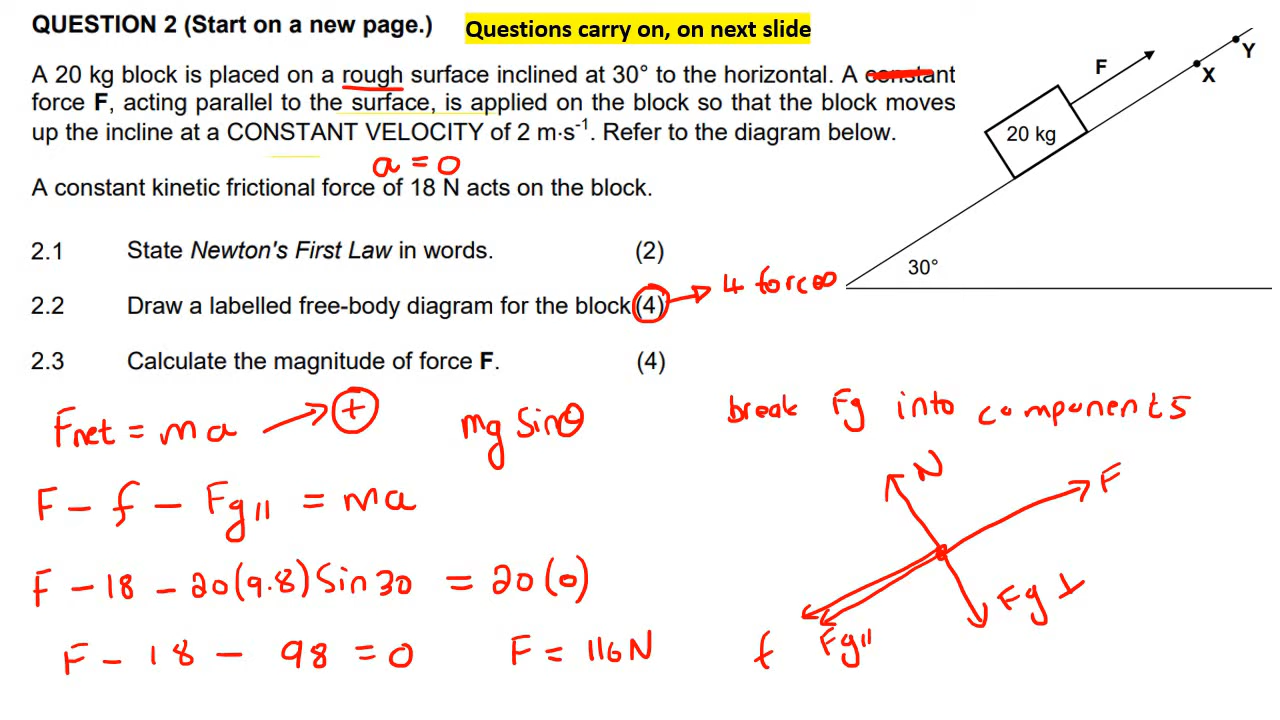 QUESTION 2 (Start on a new page.) Questions carry on, on next slide
A 20 kg block is placed on a rough surface inclined at 30° to the horizontal. A constant
force F, acting parallel to the surface, is applied on the block so that the block moves
up the incline at a CONSTANT VELOCITY of 2 m·s⁻¹. Refer to the diagram below.
a = 0
A constant kinetic frictional force of 18 N acts on the block.
2.1 State Newton's First Law in words. (2)
2.2 Draw a labelled free-body diagram for the block (4) → 4 forces
2.3 Calculate the magnitude of force F. (4)
F
X
Y
20 kg
30°
Fnet = ma → + mg sinθ
F - f - Fg// = ma
F - 18 - 20(9.8) Sin 30 = 20(0)
F - 18 - 98 = 0 F = 116N
break Fg into components
N
F
Fg⊥
f Fg//